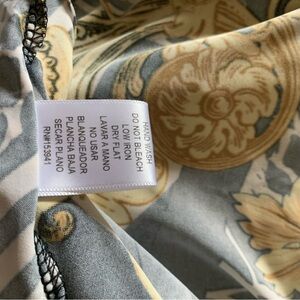 HAND WASH
DO NOT BLEACH
LOW IRON
DRY FLAT
LAVAR A MANO
NO USAR
BLANQUEADOR
PLANCHA BAJA
SECAR PLANO
RN#153941